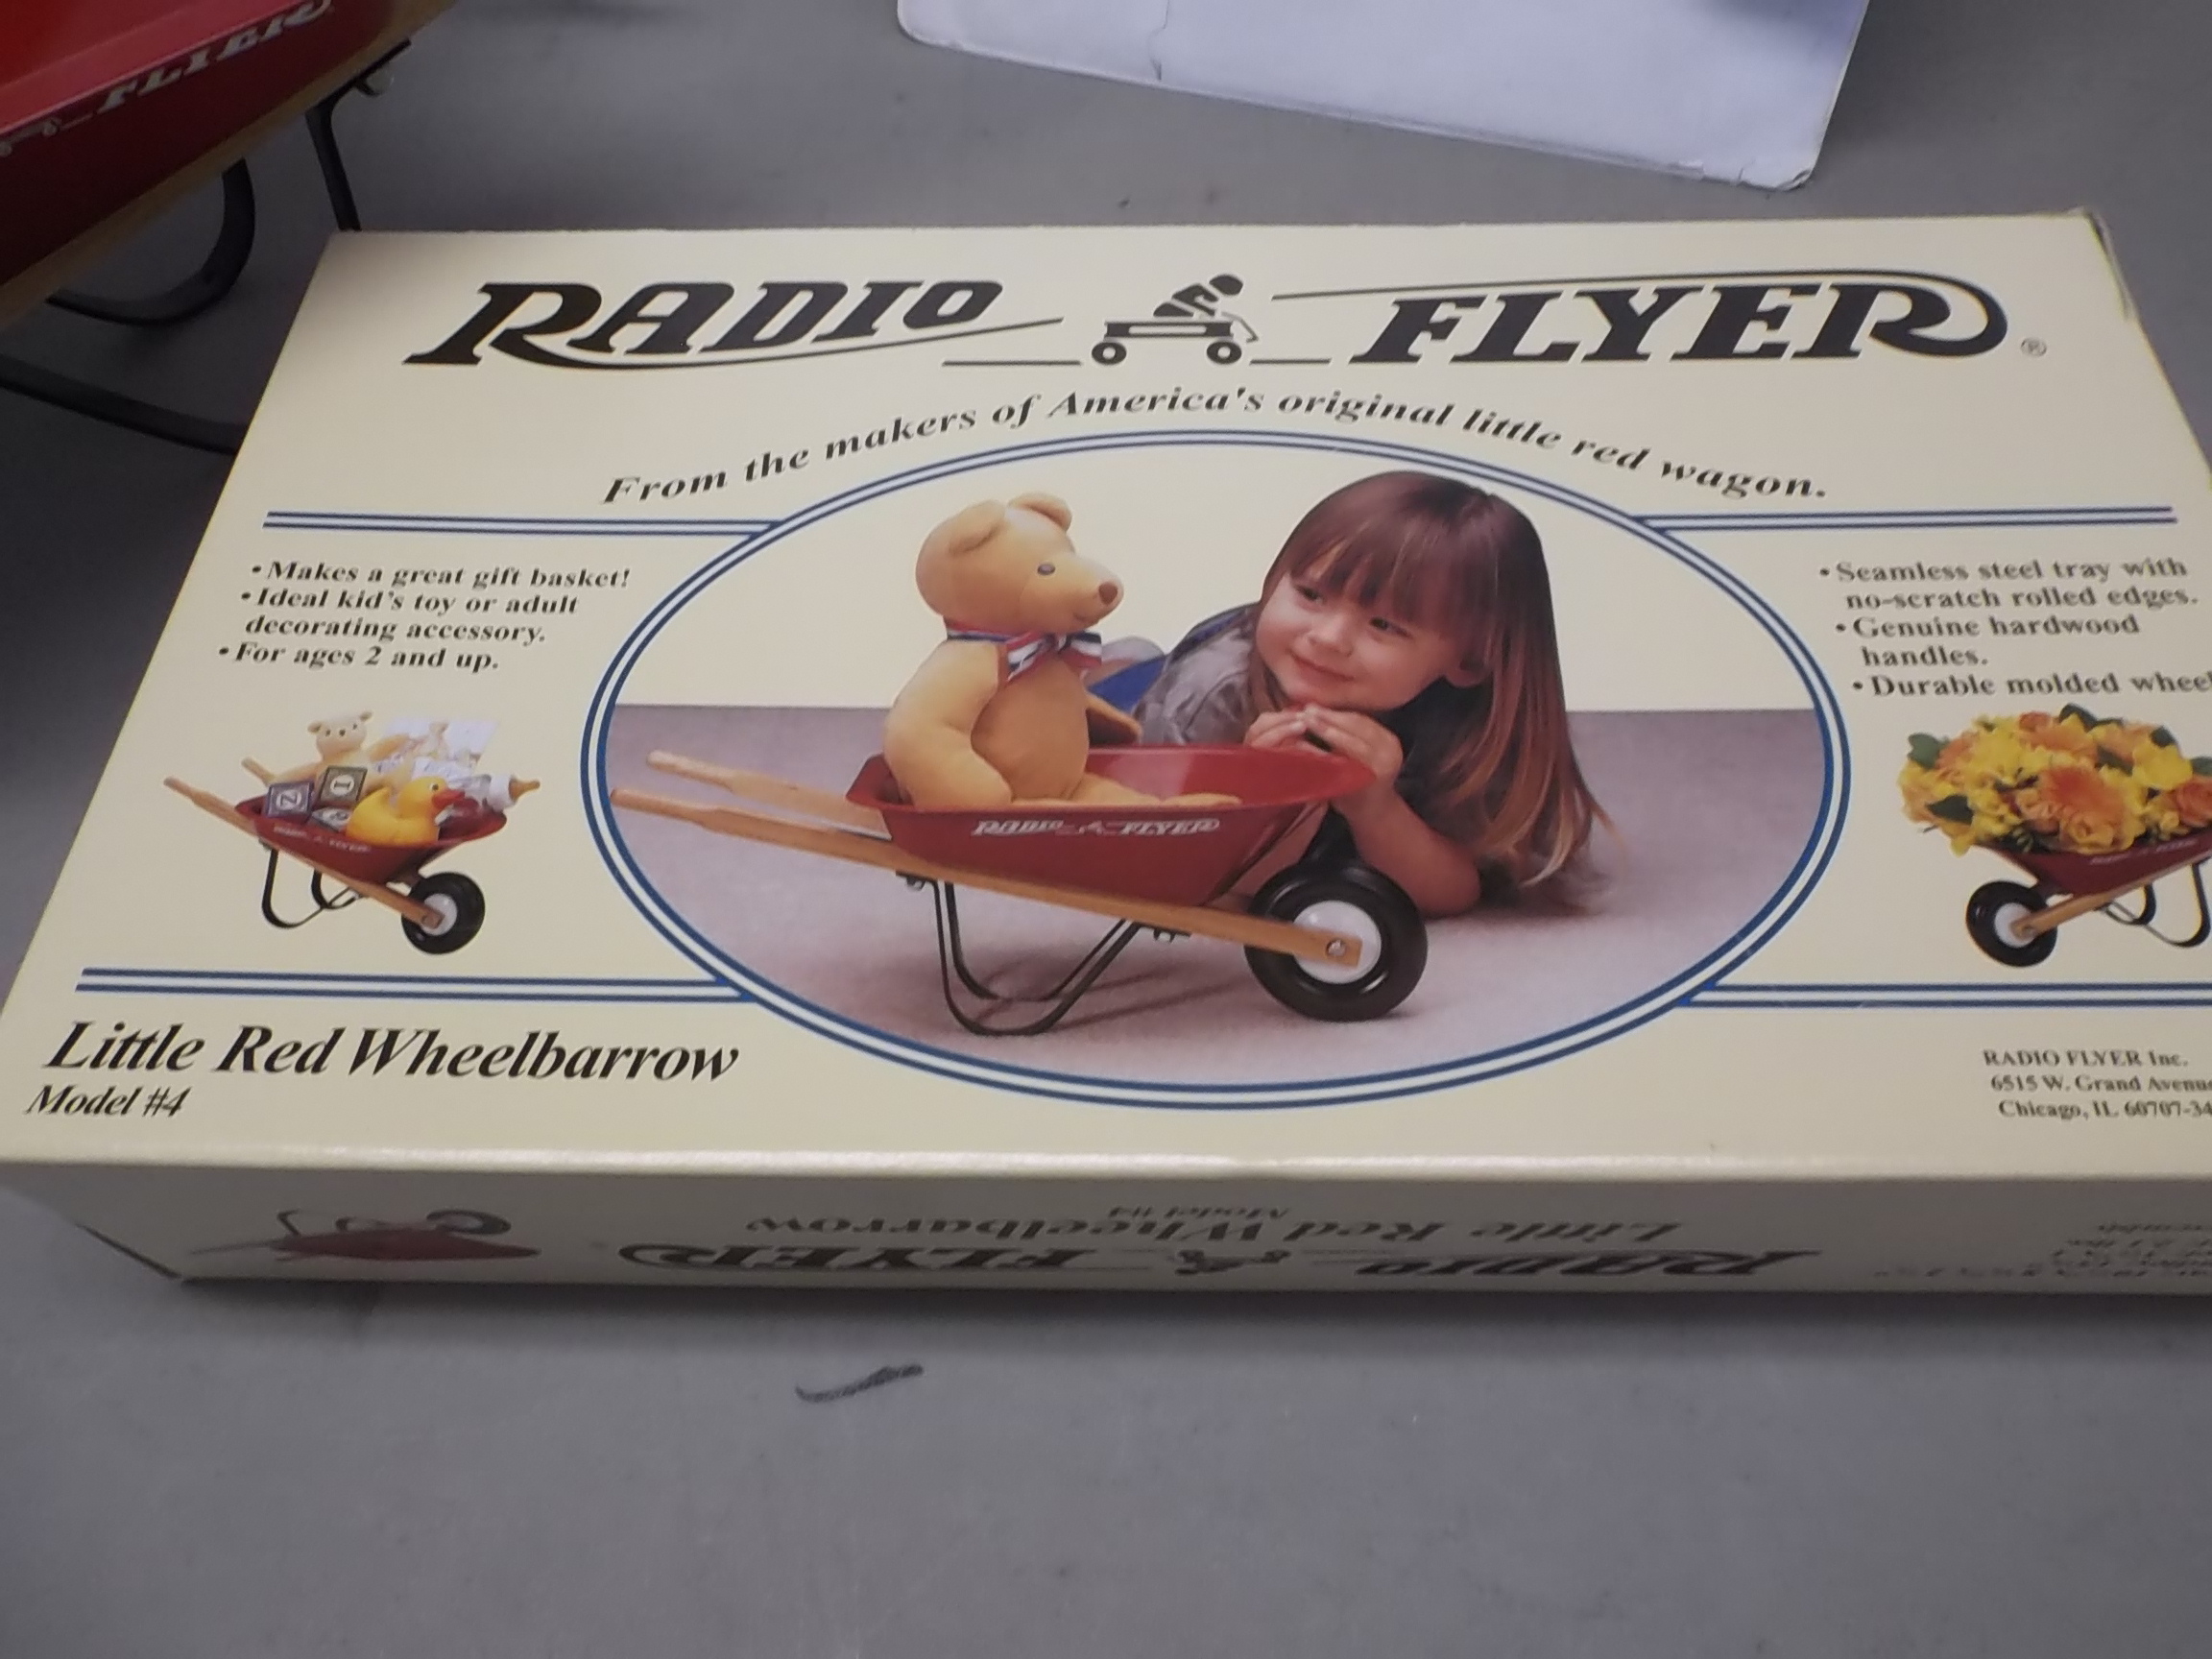 FLYER
RADIO FLYER ®
From the makers of America's original little red wagon.
• Makes a great gift basket!
• Ideal kid's toy or adult
decorating accessory.
• For ages 2 and up.
• Seamless steel tray with
no-scratch rolled edges.
• Genuine hardwood
handles.
• Durable molded wheel
RADIO FLYER
Little Red Wheelbarrow
Model #4
RADIO FLYER Inc.
6515 W. Grand Avenue
Chicago, IL 60707-34
RADIO FLYER
Little Red Wheelbarrow
Model #4